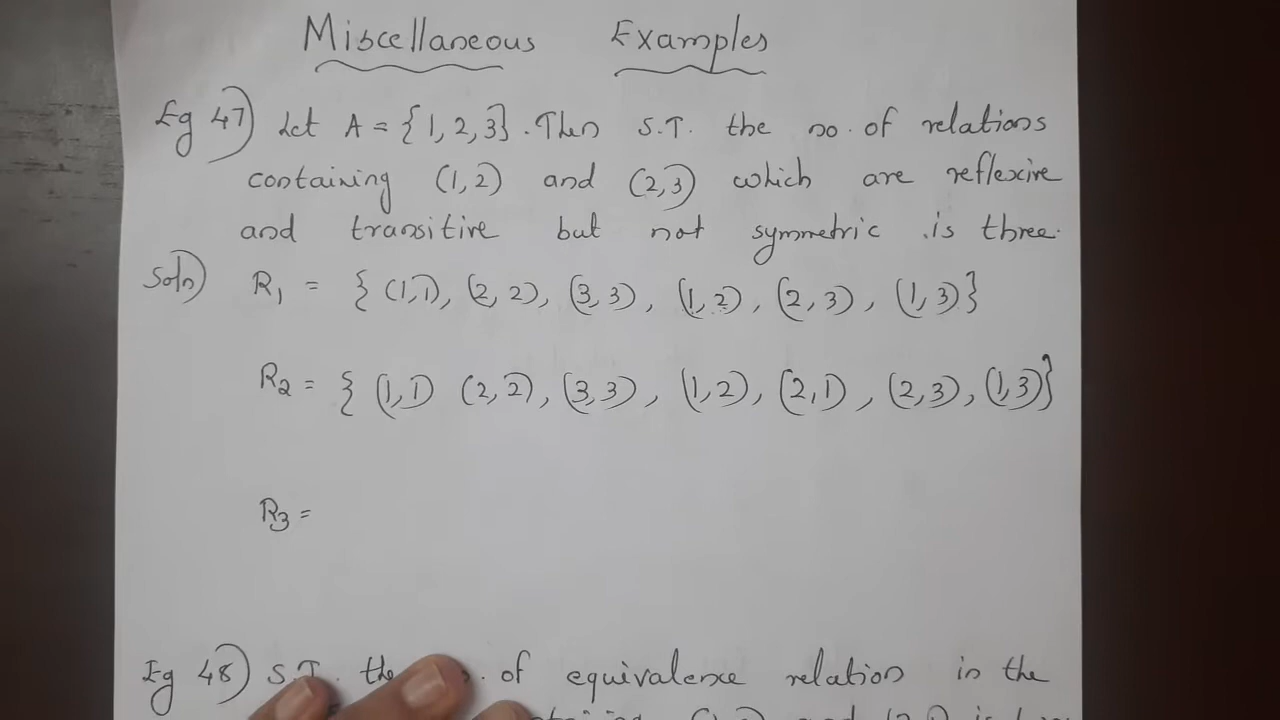 Miscellaneous Examples
Eg 47) Let A = {1, 2, 3}. Then S.T. the no. of relations
containing (1, 2) and (2, 3) which are reflexive
and transitive but not symmetric is three.
Soln) R₁ = { (1, 1), (2, 2), (3, 3), (1, 2), (2, 3), (1, 3)}
R₂ = { (1, 1) (2, 2), (3, 3), (1, 2), (2, 1), (2, 3), (1, 3)}
R₃ =
Eg 48) S.T. the of equivalence relation in the
and